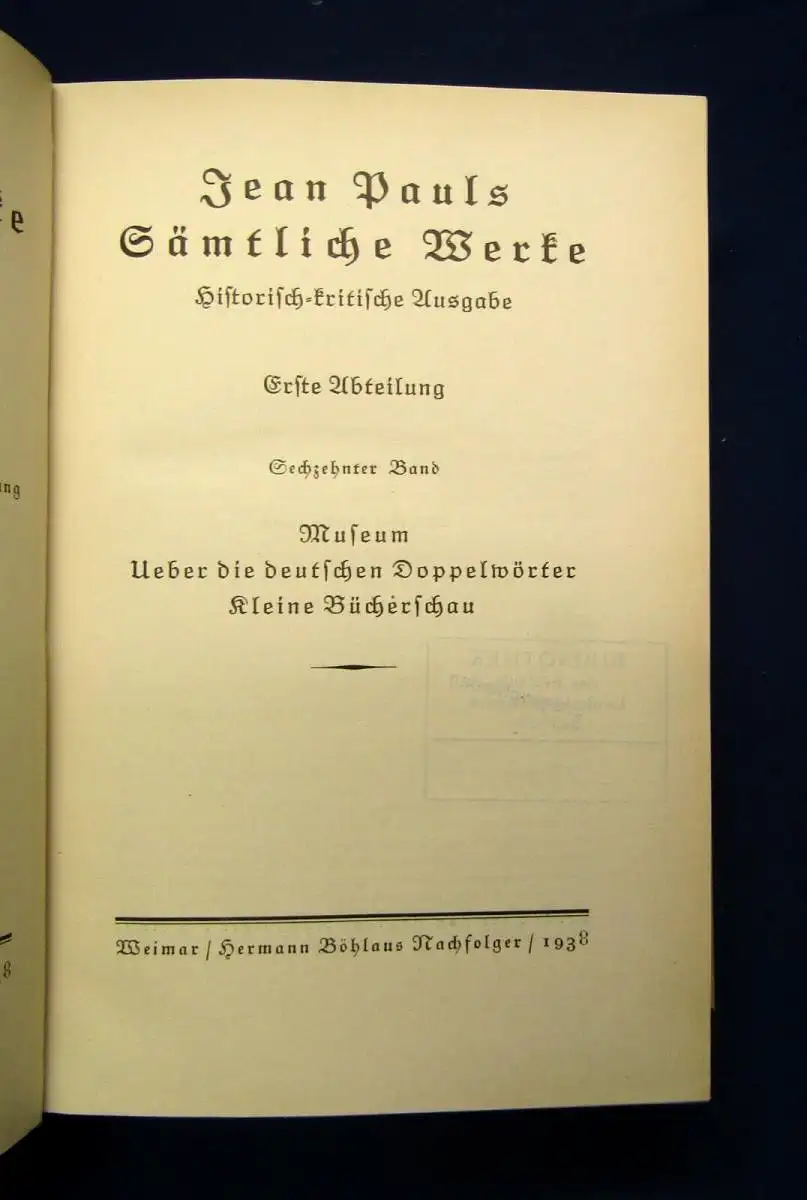 Jean Pauls
Sämtliche Werke
Historisch-kritische Ausgabe
Erste Abteilung
Sechzehnter Band
Museum
Ueber die deutschen Doppelwörter
Kleine Bücherschau
Weimar / Hermann Böhlaus Nachfolger / 1938